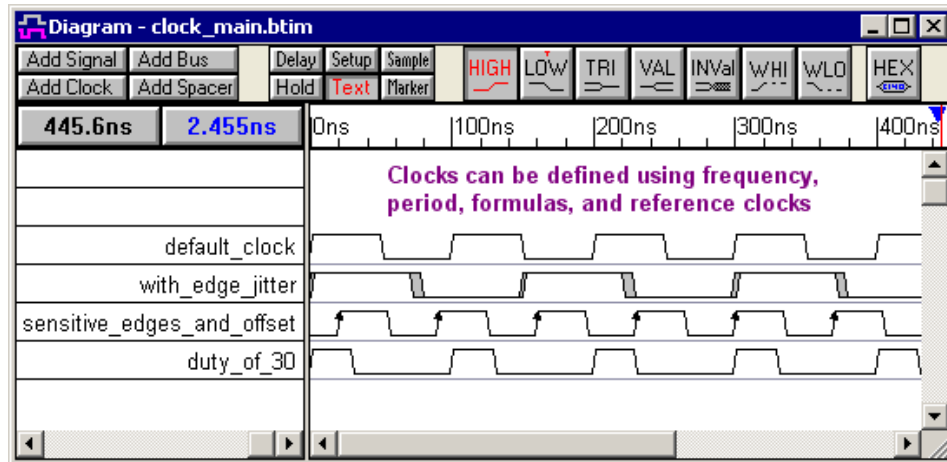 Diagram - clock_main.btim
Add Signal Add Bus Delay Setup Sample HIGH LOW TRI VAL INVal WHI WLO HEX
Add Clock Add Spacer Hold Text Marker
445.6ns 2.455ns 0ns 100ns 200ns 300ns 400ns
Clocks can be defined using frequency,
period, formulas, and reference clocks
default_clock
with_edge_jitter
sensitive_edges_and_offset
duty_of_30